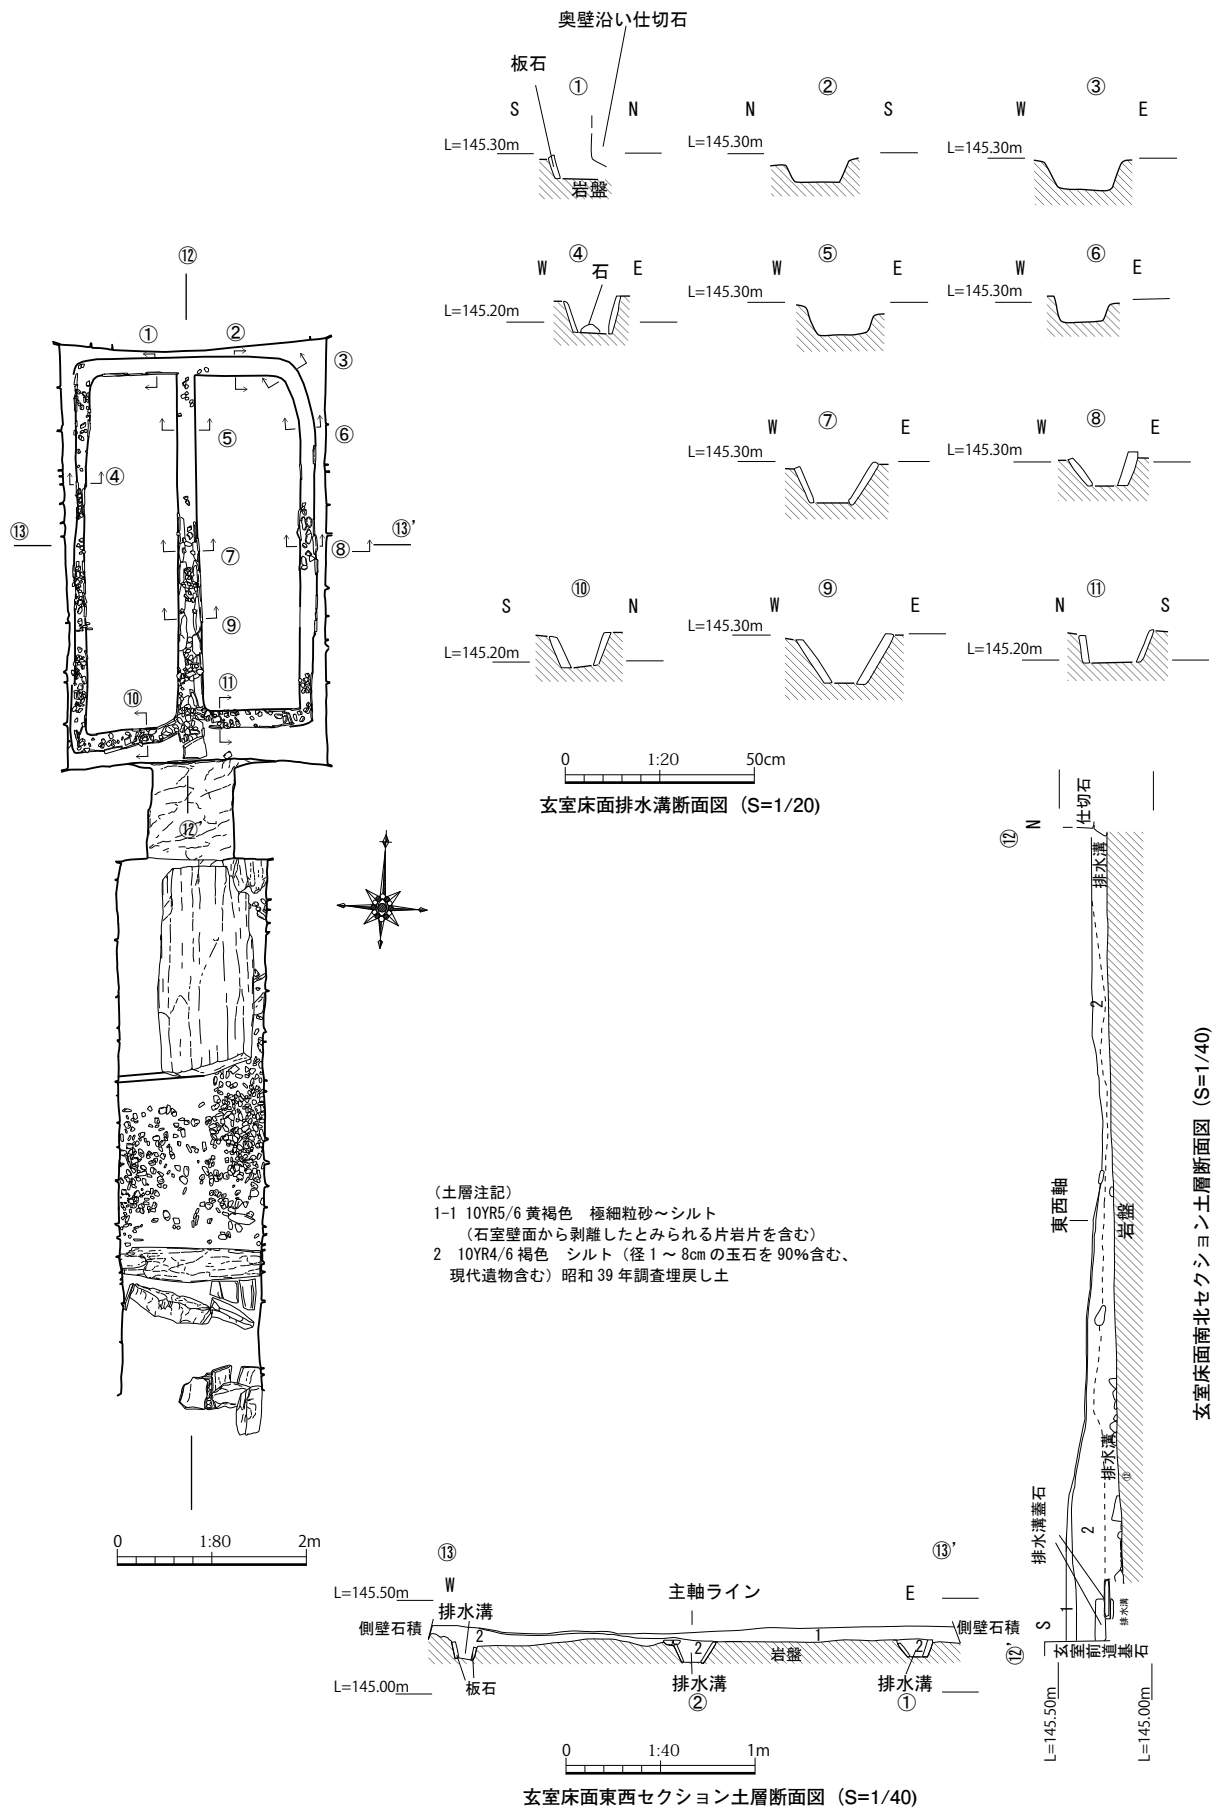 奥壁沿い仕切石
板石
① S N L=145.30m 岩盤
② N S L=145.30m
③ W E L=145.30m
④ W 石 E L=145.20m
⑤ W E L=145.30m
⑥ W E L=145.30m
⑦ W E L=145.30m
⑧ W E L=145.30m
⑩ S N L=145.20m
⑨ W E L=145.30m
⑪ N S L=145.20m
0 1:20 50cm
玄室床面排水溝断面図（S=1/20）
⑫
① ② ③
⑤ ⑥
④
⑬ ⑦ ⑧ ⑬'
⑨
⑩ ⑪
⑫'
0 1:80 2m
（土層注記）
1-1 10YR5/6 黄褐色　極細粒砂～シルト
（石室壁面から剥離したとみられる片岩片を含む）
2　10YR4/6 褐色　シルト（径 1 ～ 8㎝ の玉石を 90%含む、
現代遺物含む）昭和 39 年調査埋戻し土
⑬ ⑬'
W 主軸ライン E
L=145.50m
側壁石積 排水溝 側壁石積
2 2 1 2
岩盤
L=145.00m
板石 排水溝 排水溝
② ①
0 1:40 1m
玄室床面東西セクション土層断面図（S=1/40）
⑫ N
仕切石
排水溝
2
東西軸
岩盤
排水溝
⑫
排水溝蓋石
2
1
排水溝
S
⑫'
玄室前道基石
L=145.50m
L=145.00m
玄室床面南北セクション土層断面図（S=1/40）